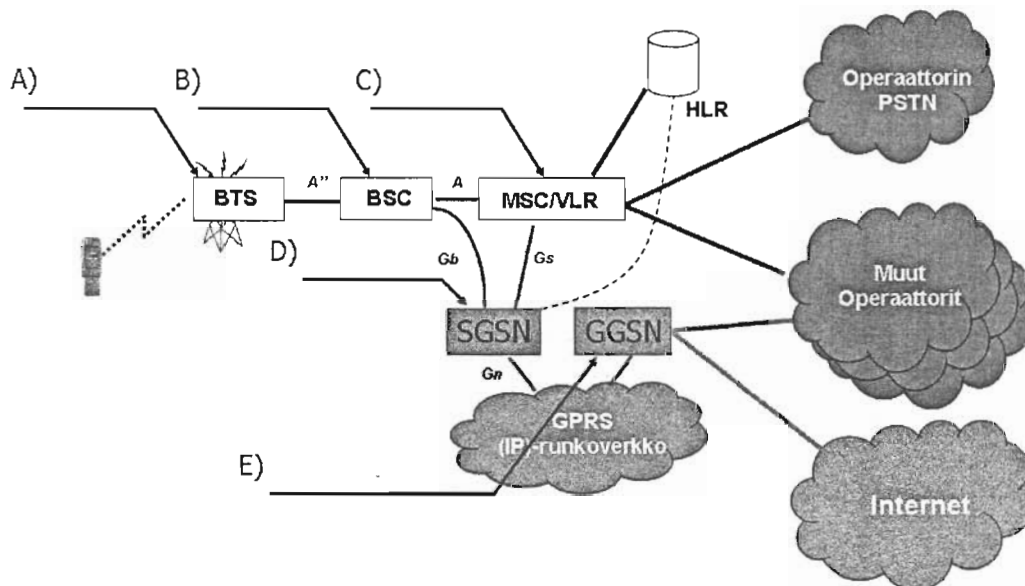 A)
B)
C)
HLR
Operaattorin
PSTN
BTS
A”
BSC
A
MSC/VLR
D)
Gb
Gs
Muut
Operaattorit
SGSN
GGSN
Gn
GPRS
(IP)-runkoverkko
E)
Internet